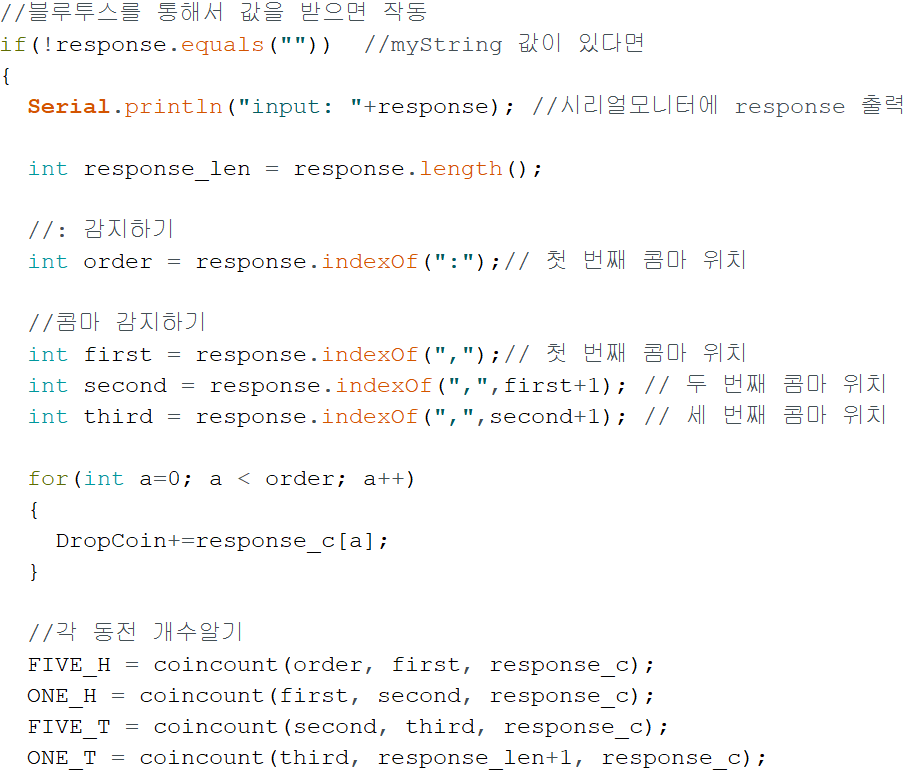 //블루투스를 통해서 값을 받으면 작동
if(!response.equals("")) //myString 값이 있다면
{
Serial.println("input: "+response); //시리얼모니터에 response 출력
int response_len = response.length();
//: 감지하기
int order = response.indexOf(":");// 첫 번째 콤마 위치
//콤마 감지하기
int first = response.indexOf(",");// 첫 번째 콤마 위치
int second = response.indexOf(",",first+1); // 두 번째 콤마 위치
int third = response.indexOf(",",second+1); // 세 번째 콤마 위치
for(int a=0; a < order; a++)
{
DropCoin+=response_c[a];
}
//각 동전 개수알기
FIVE_H = coincount(order, first, response_c);
ONE_H = coincount(first, second, response_c);
FIVE_T = coincount(second, third, response_c);
ONE_T = coincount(third, response_len+1, response_c);